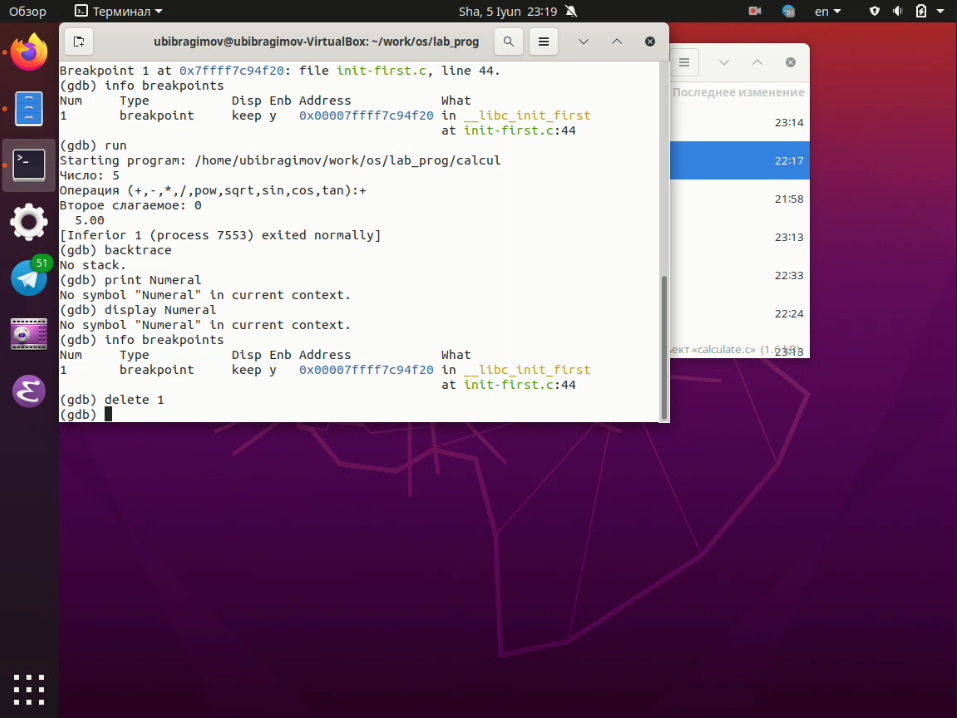 Обзор
Терминал
Sha, 5 Iyun 23:19
en
ubibragimov@ubibragimov-VirtualBox: ~/work/os/lab_prog
Breakpoint 1 at 0x7ffff7c94f20: file init-first.c, line 44.
(gdb) info breakpoints
Num     Type           Disp Enb Address            What
1       breakpoint     keep y   0x00007ffff7c94f20 in __libc_init_first
at init-first.c:44
(gdb) run
Starting program: /home/ubibragimov/work/os/lab_prog/calcul
Число: 5
Операция (+,-,*,/,pow,sqrt,sin,cos,tan):+
Второе слагаемое: 0
5.00
[Inferior 1 (process 7553) exited normally]
(gdb) backtrace
No stack.
(gdb) print Numeral
No symbol "Numeral" in current context.
(gdb) display Numeral
No symbol "Numeral" in current context.
(gdb) info breakpoints
Num     Type           Disp Enb Address            What
1       breakpoint     keep y   0x00007ffff7c94f20 in __libc_init_first
at init-first.c:44
(gdb) delete 1
(gdb)
Последнее изменение
23:14
22:17
21:58
23:13
22:33
22:24
23:13
«calculate.c» (1,6 kB)
51